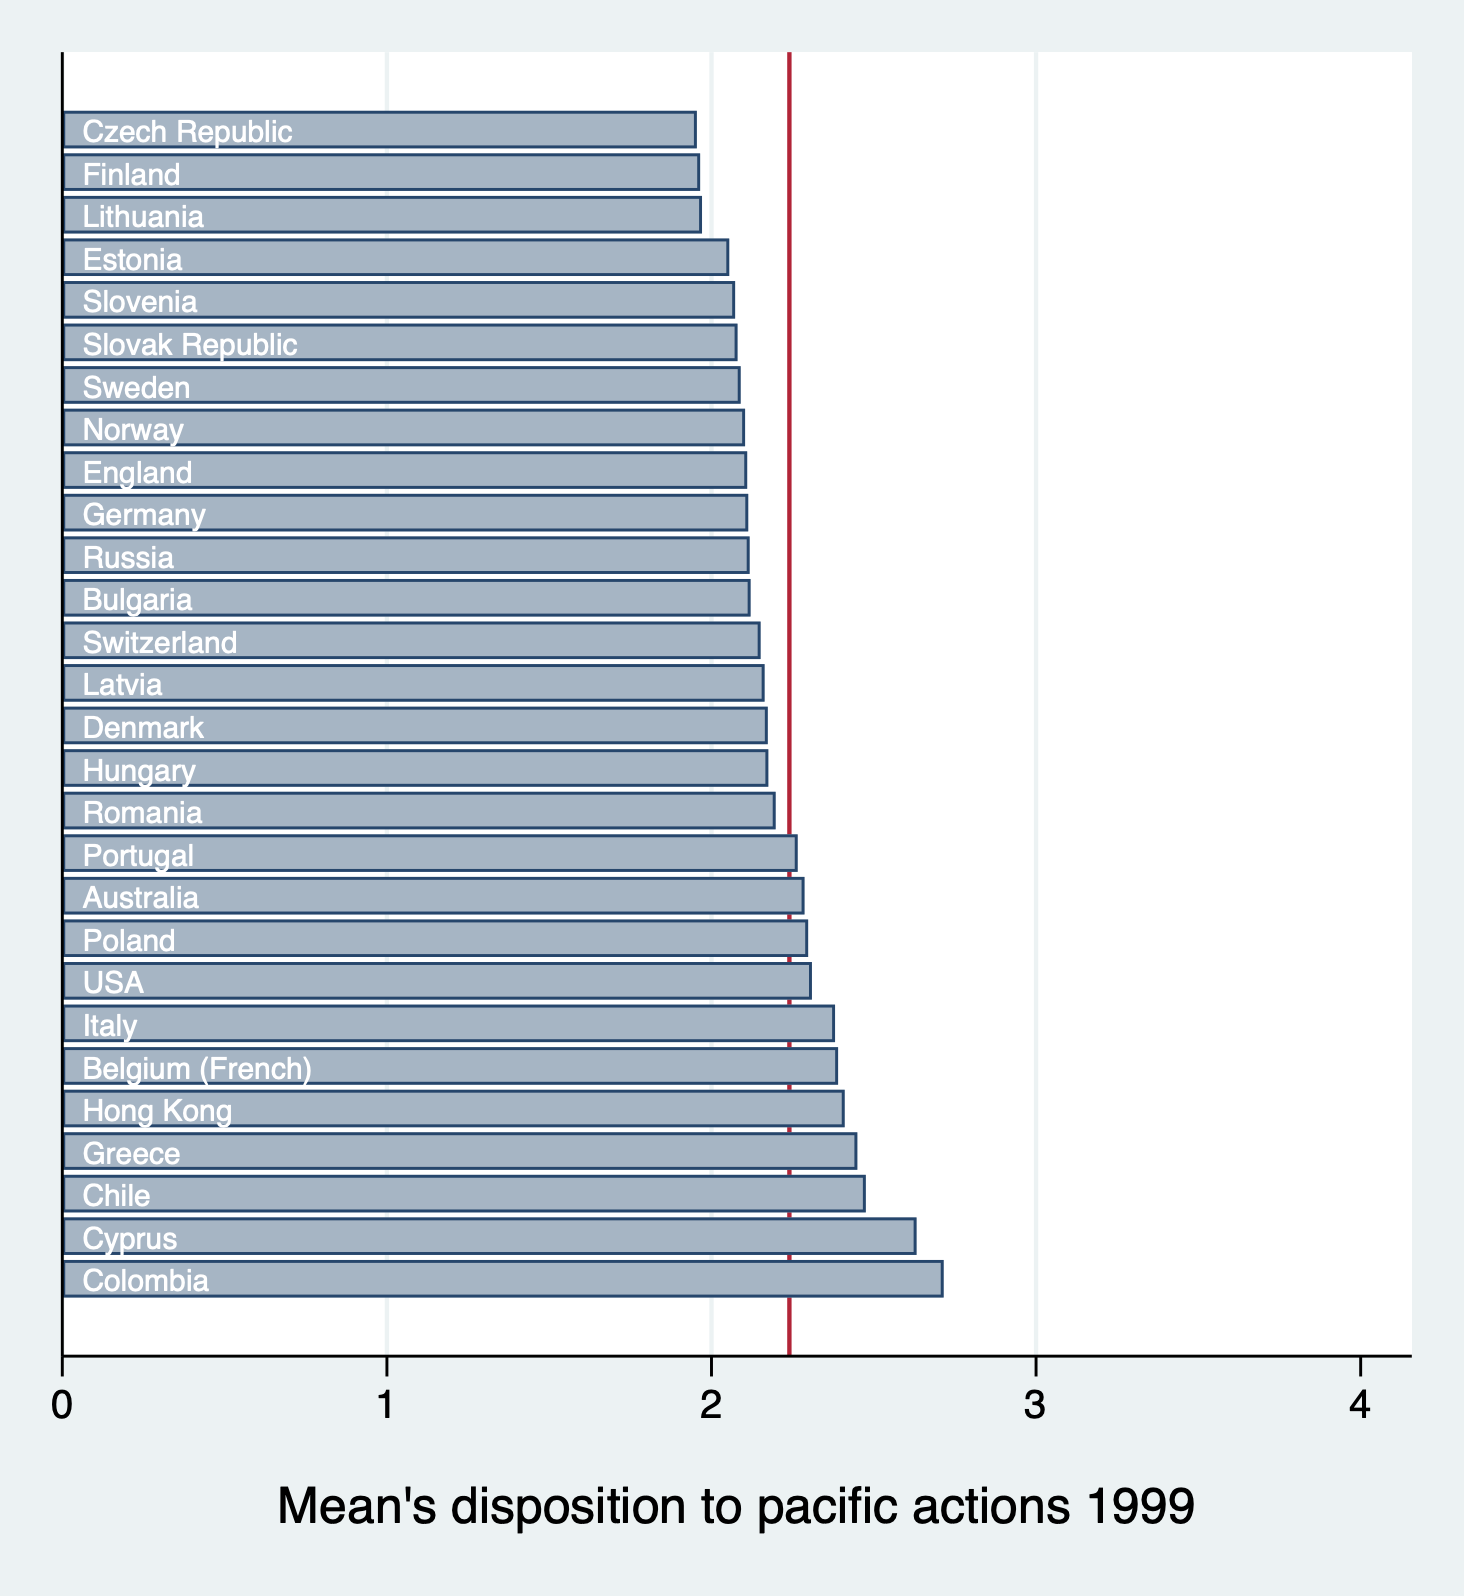 Czech Republic
Finland
Lithuania
Estonia
Slovenia
Slovak Republic
Sweden
Norway
England
Germany
Russia
Bulgaria
Switzerland
Latvia
Denmark
Hungary
Romania
Portugal
Australia
Poland
USA
Italy
Belgium (French)
Hong Kong
Greece
Chile
Cyprus
Colombia
0 1 2 3 4
Mean's disposition to pacific actions 1999